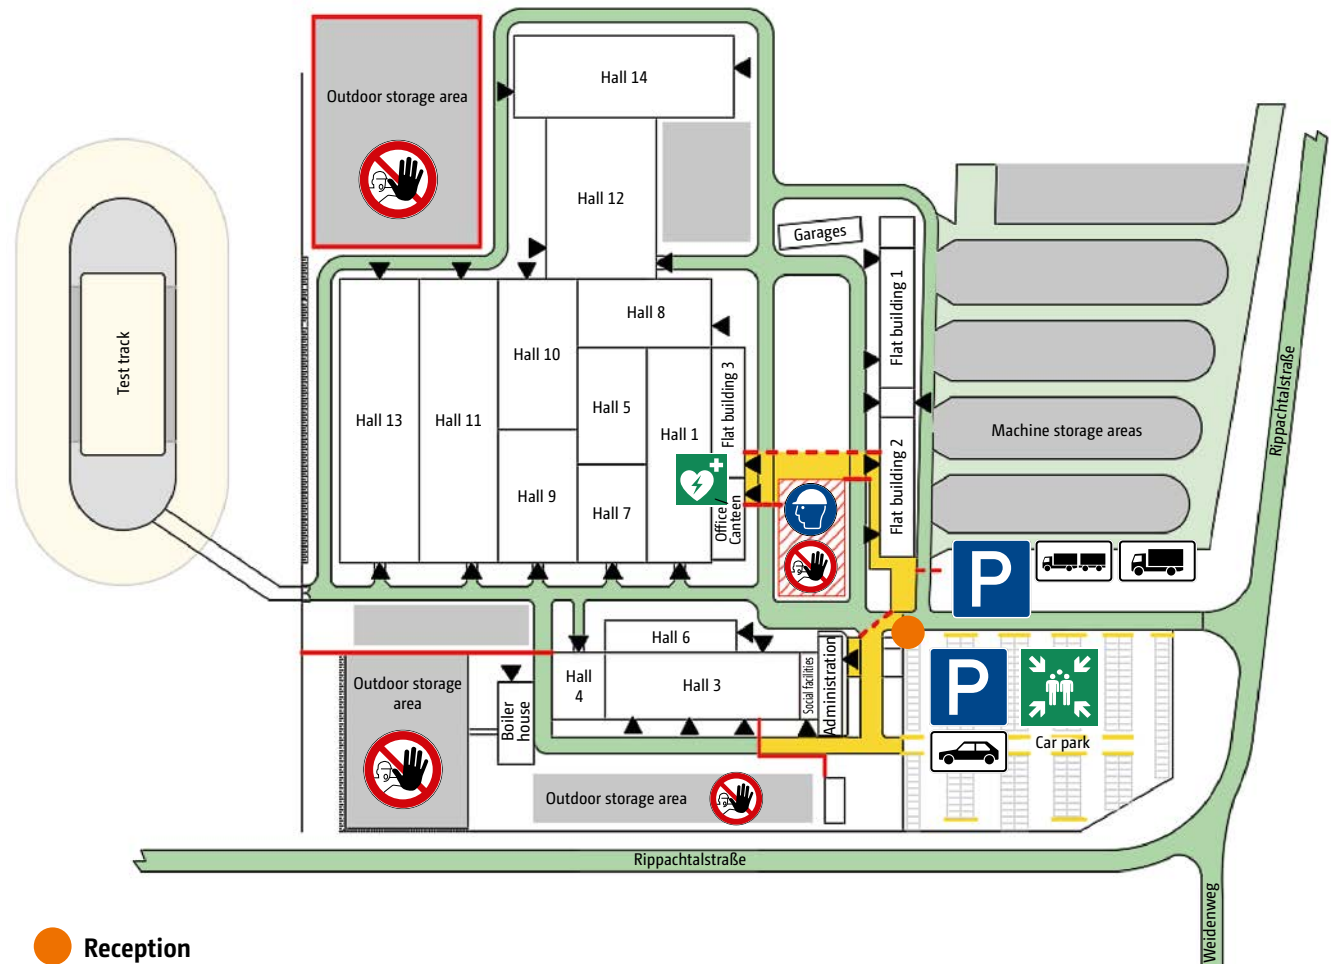 Hall 14
Outdoor storage area
Hall 12
Garages
Flat building 1
Hall 8
Hall 10
Test track
Flat building 3
Hall 5
Hall 13
Hall 11
Hall 1
Machine storage areas
Rippachtalstraße
Flat building 2
Hall 9
Hall 7
Office /
Canteen
P
Hall 6
Hall
4
Hall 3
Social facilities
Administration
P
Outdoor storage
area
Boiler
house
Car park
Outdoor storage area
Rippachtalstraße
Weidenweg
Reception